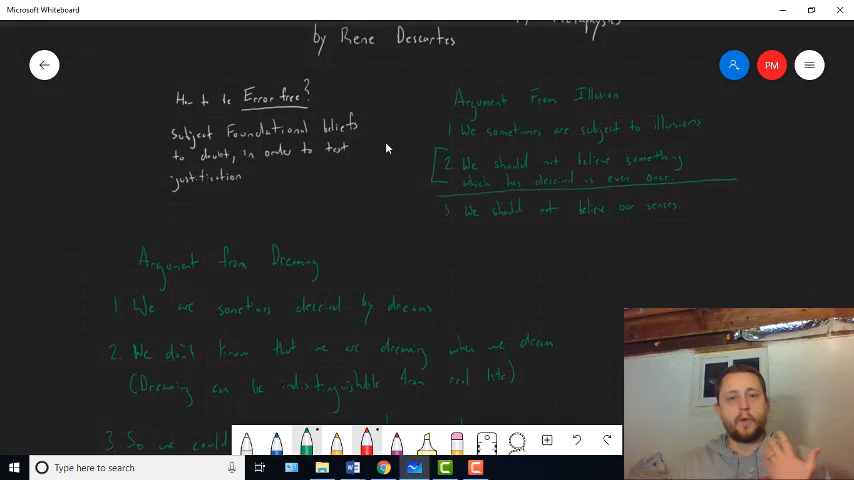 Microsoft Whiteboard
by Rene Descartes
PM
How to be Error free?
Subject Foundational beliefs
to doubt, in order to test
justification
Argument From Illusion
1. We sometimes are subject to illusions
2. We should not believe something
which has deceived us even once.
3. We should not believe our senses.
Argument from Dreaming
1. We are sometimes deceived by dreams
2. We don't know that we are dreaming when we dream
(Dreaming can be indistinguishable from real life)
3. So we could
Type here to search